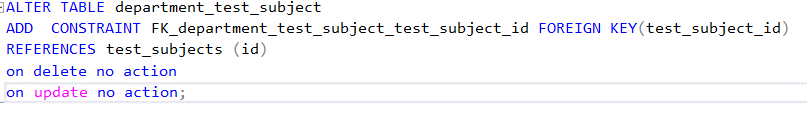 ALTER TABLE department_test_subject
ADD  CONSTRAINT FK_department_test_subject_test_subject_id FOREIGN KEY(test_subject_id)
REFERENCES test_subjects (id)
on delete no action
on update no action;